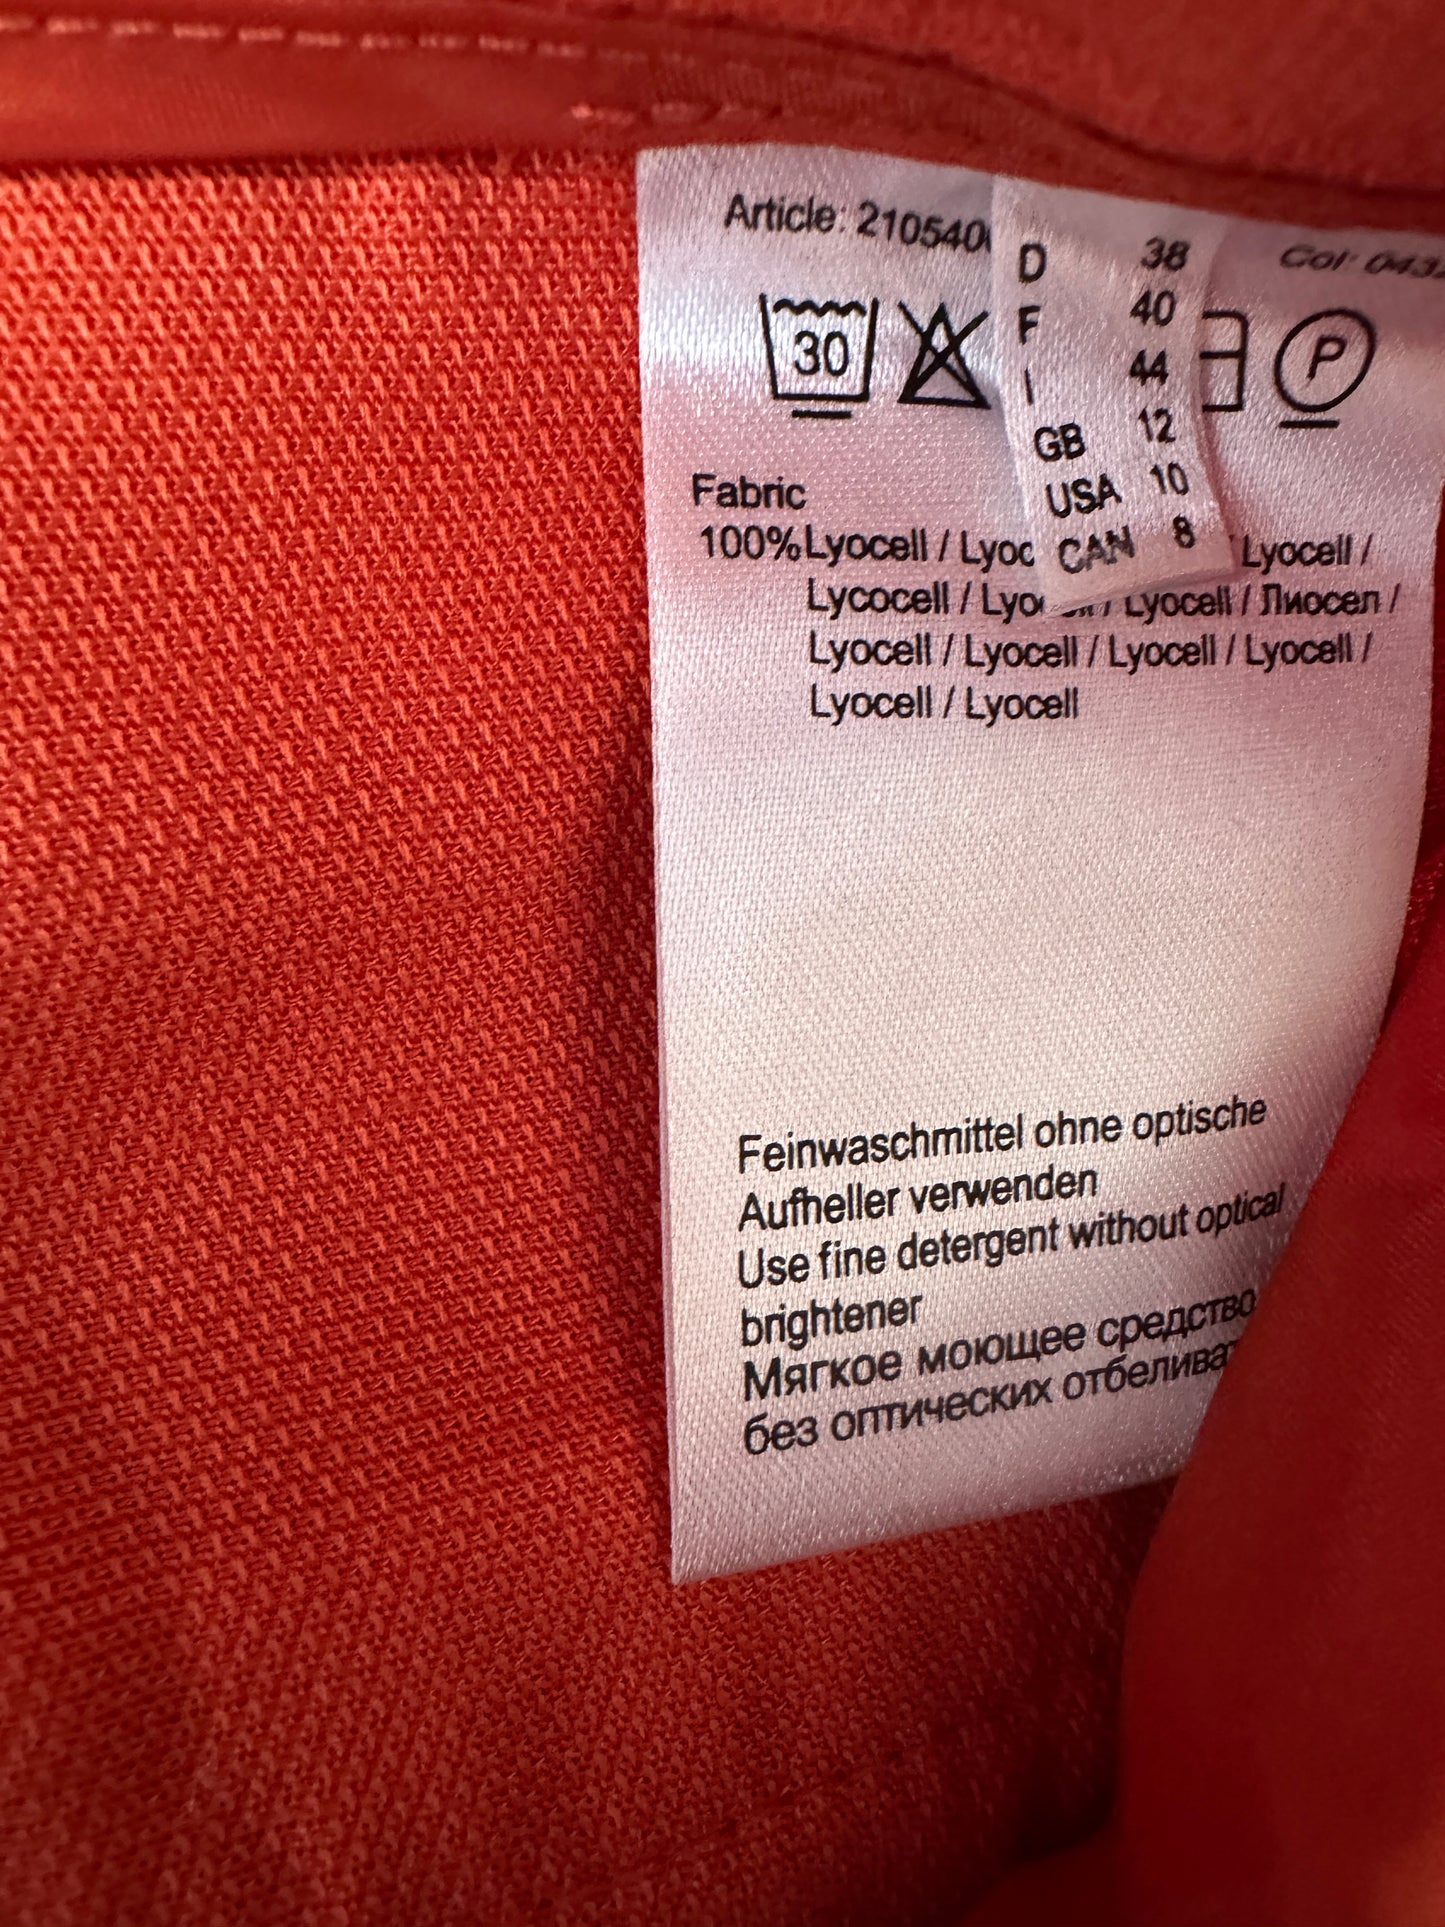 Article:
Col:
D 38
F 40
I 44
GB 12
USA 10
CAN 8
30
P
Fabric
100% Lyocell / Lyocell /
Lycocell / Lyocell / Лиосел /
Lyocell / Lyocell / Lyocell / Lyocell /
Lyocell / Lyocell
Feinwaschmittel ohne optische
Aufheller verwenden
Use fine detergent without optical
brightener
Мягкое моющее средство
без оптических